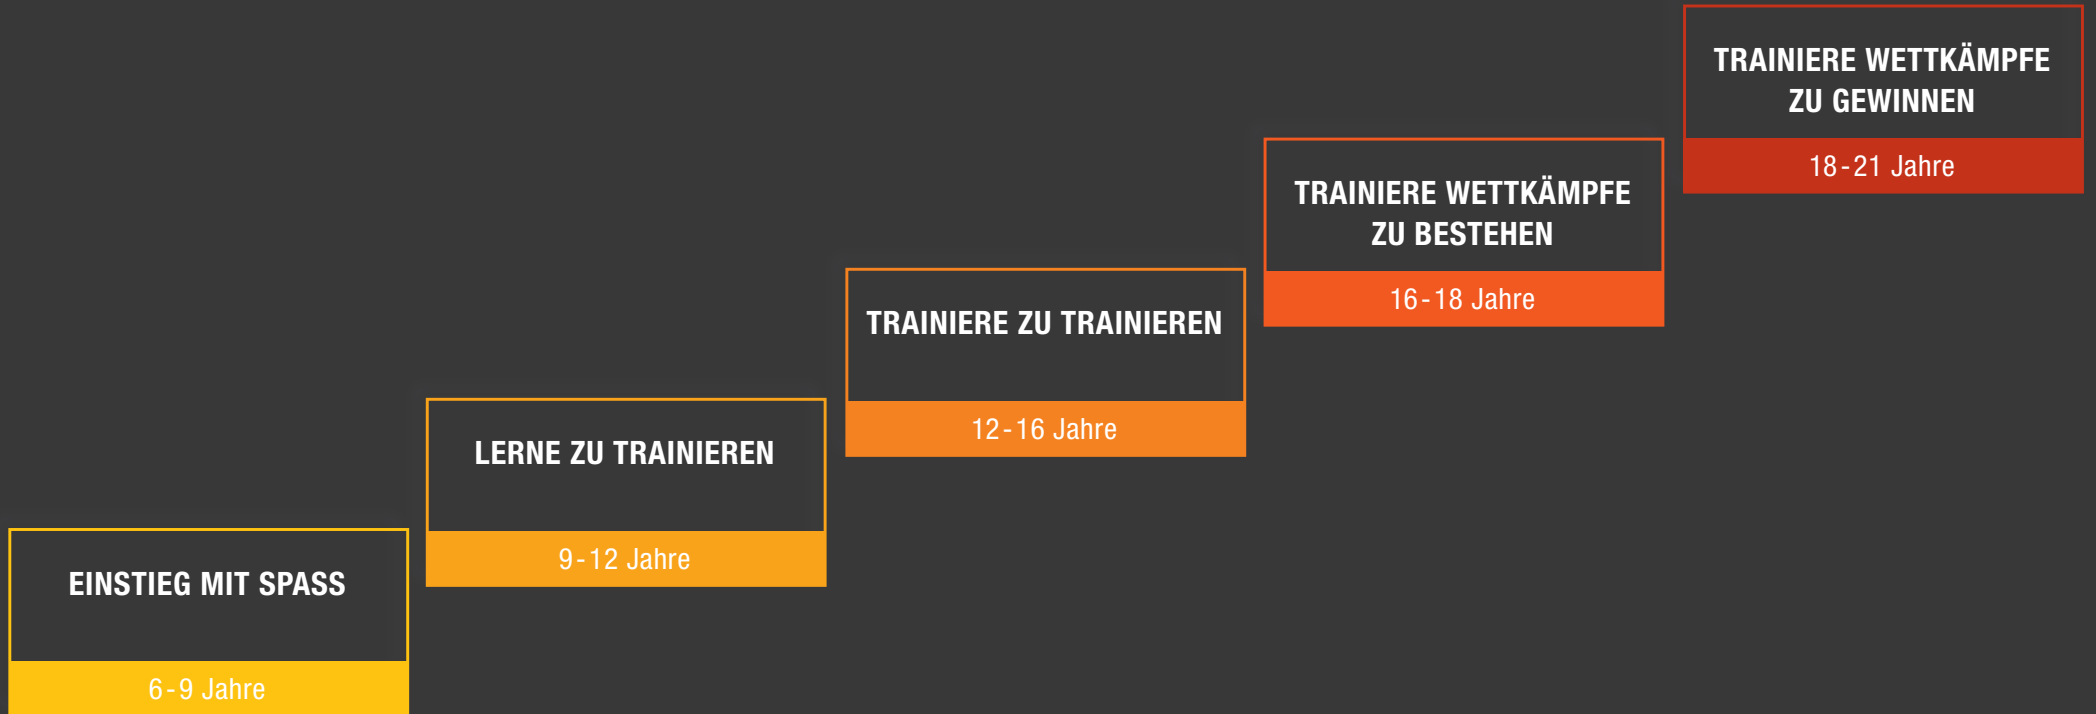 EINSTIEG MIT SPASS
6-9 Jahre
LERNE ZU TRAINIEREN
9-12 Jahre
TRAINIERE ZU TRAINIEREN
12-16 Jahre
TRAINIERE WETTKÄMPFE
ZU BESTEHEN
16-18 Jahre
TRAINIERE WETTKÄMPFE
ZU GEWINNEN
18-21 Jahre